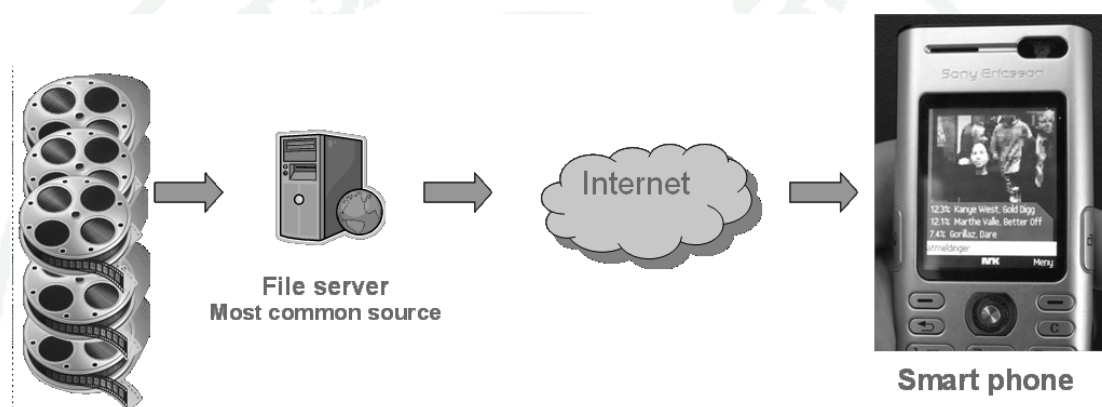 File server
Most common source
Internet
Sony Ericsson
12.3% Kanye West, Gold Digg
12.1% Marthe Valle, Better Off
7.4% Gorillaz, Dare
atmeldinger
NRK
Meny
C
Smart phone